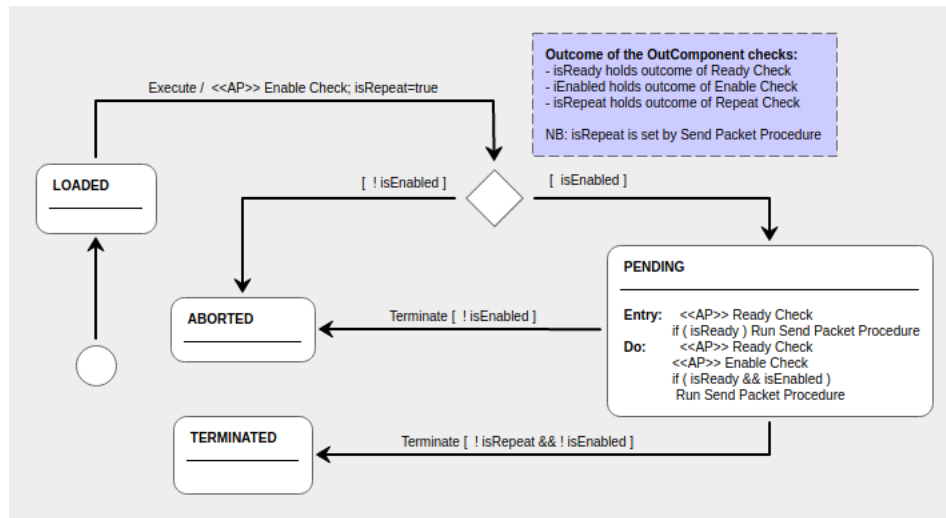 Outcome of the OutComponent checks:
- isReady holds outcome of Ready Check
- iEnabled holds outcome of Enable Check
- isRepeat holds outcome of Repeat Check
NB: isRepeat is set by Send Packet Procedure
Execute / <<AP>> Enable Check; isRepeat=true
LOADED
[ ! isEnabled ]
[ isEnabled ]
PENDING
Entry: <<AP>> Ready Check
if ( isReady ) Run Send Packet Procedure
Do: <<AP>> Ready Check
<<AP>> Enable Check
if ( isReady && isEnabled )
Run Send Packet Procedure
ABORTED
Terminate [ ! isEnabled ]
TERMINATED
Terminate [ ! isRepeat && ! isEnabled ]